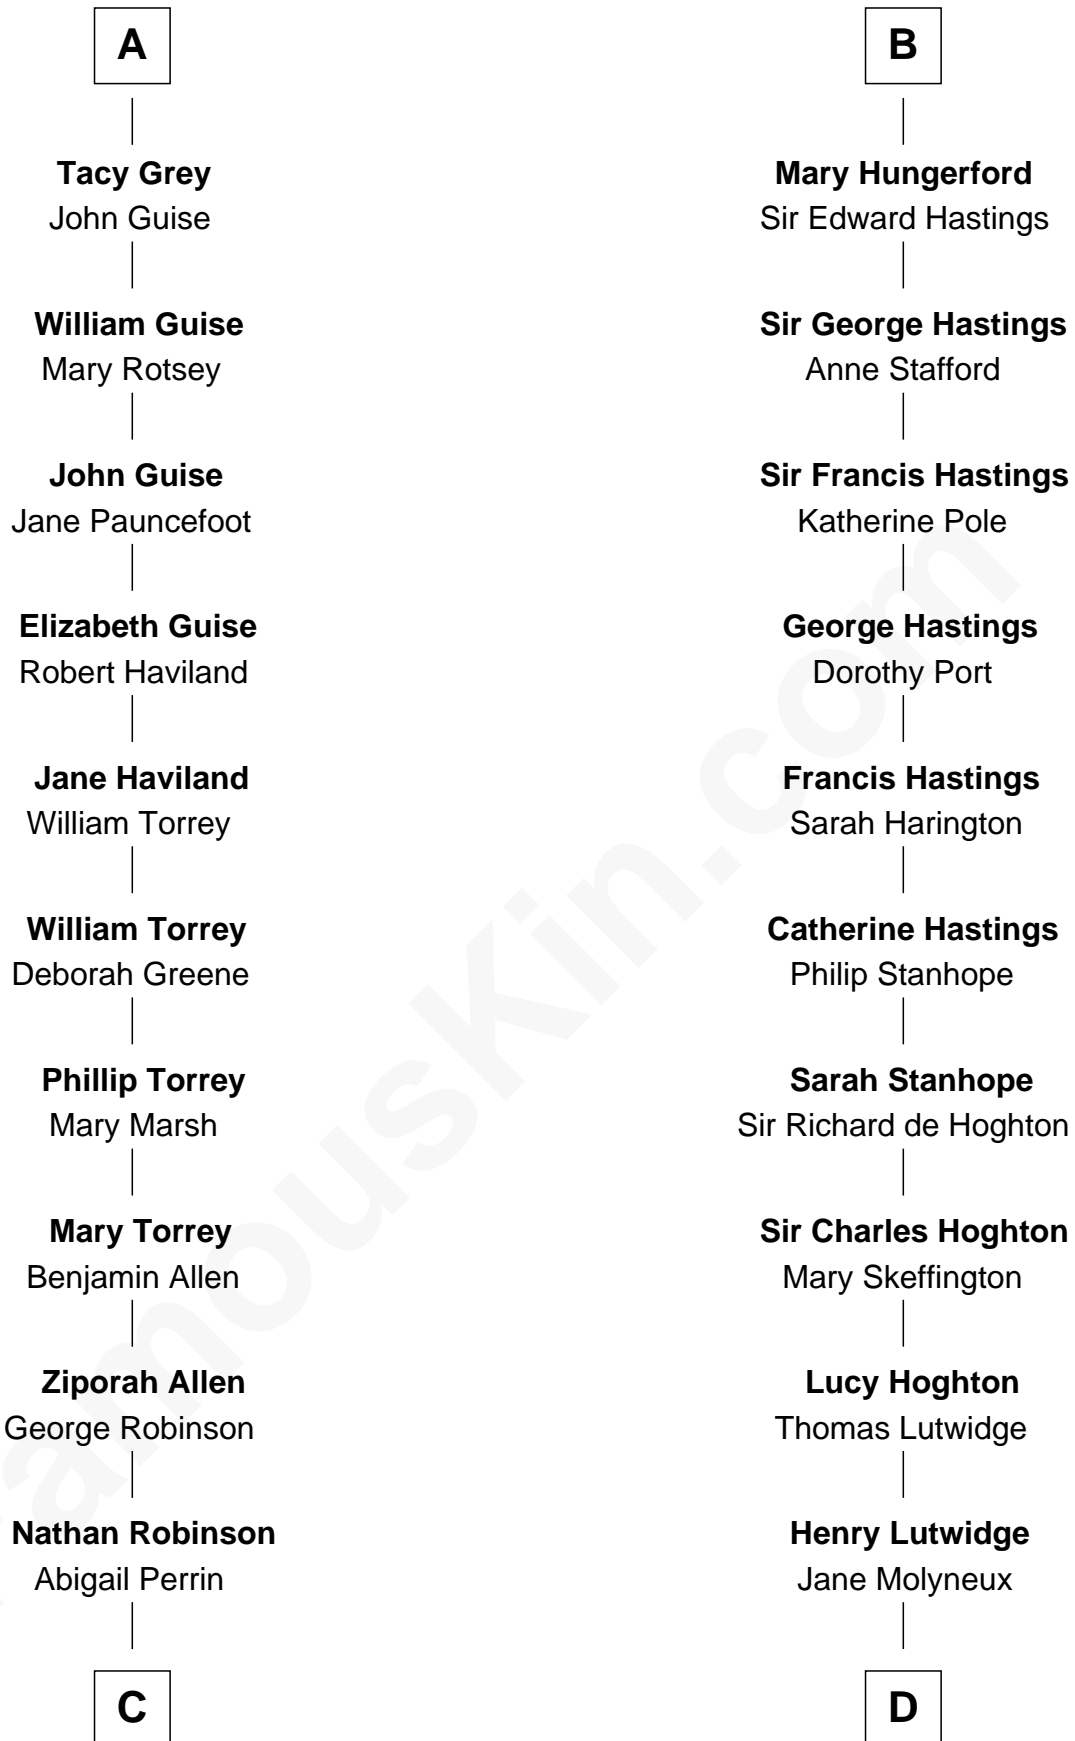 A
Tacy Grey
John Guise
William Guise
Mary Rotsey
John Guise
Jane Pauncefoot
Elizabeth Guise
Robert Haviland
Jane Haviland
William Torrey
William Torrey
Deborah Greene
Phillip Torrey
Mary Marsh
Mary Torrey
Benjamin Allen
Ziporah Allen
George Robinson
Nathan Robinson
Abigail Perrin
C
B
Mary Hungerford
Sir Edward Hastings
Sir George Hastings
Anne Stafford
Sir Francis Hastings
Katherine Pole
George Hastings
Dorothy Port
Francis Hastings
Sarah Harington
Catherine Hastings
Philip Stanhope
Sarah Stanhope
Sir Richard de Hoghton
Sir Charles Hoghton
Mary Skeffington
Lucy Hoghton
Thomas Lutwidge
Henry Lutwidge
Jane Molyneux
D
FamousKin.com